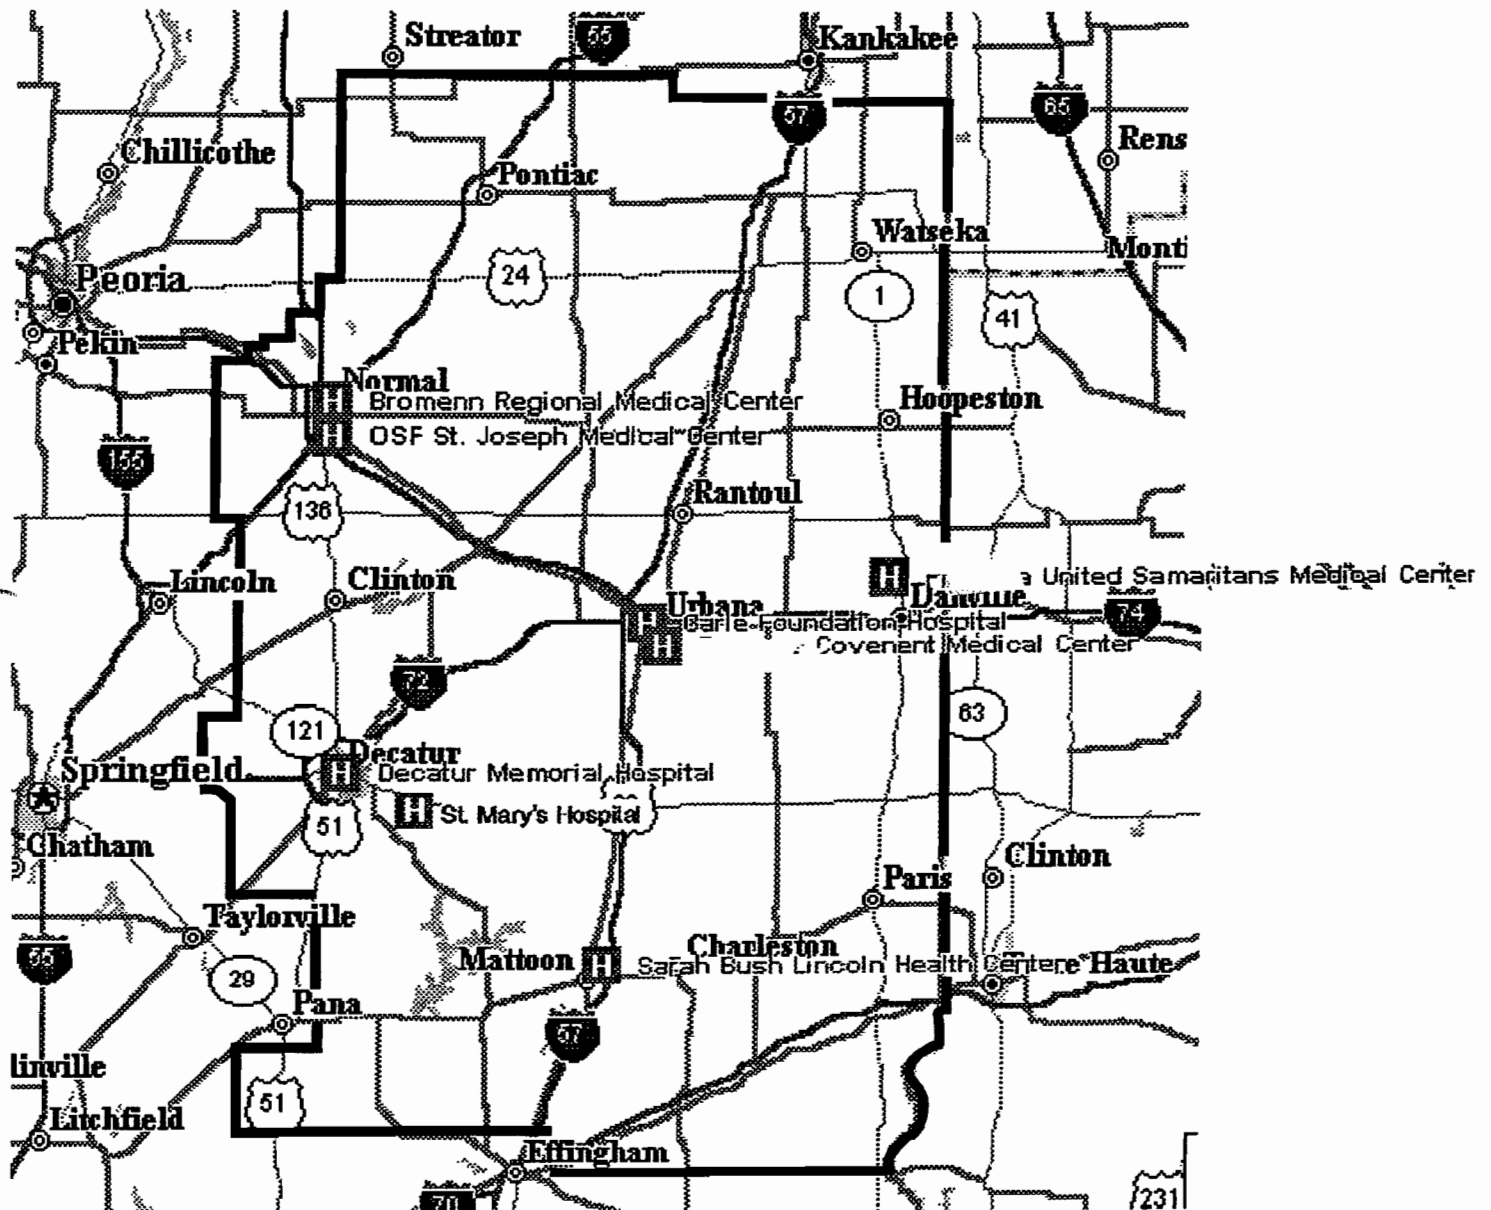 Streator
55
Kankakee
57
65
Rens
Chillicothe
Pontiac
Watseka
Monti
Peoria
24
1
41
Pekin
Normal
Bromenn Regional Medical Center
Hoopeston
OSF St. Joseph Medical Center
155
Rantoul
136
Lincoln
Clinton
H
United Samaritans Medical Center
Danville
Urbana
74
H
Carle Foundation Hospital
H
Covenent Medical Center
72
121
63
Decatur
Springfield
H
Decatur Memorial Hospital
H
St. Mary's Hospital
51
Chatham
Clinton
Paris
Taylorville
55
Mattoon
H
Charleston
Sarah Bush Lincoln Health Center
e Haute
29
Pana
57
linville
51
Litchfield
Effingham
70
231